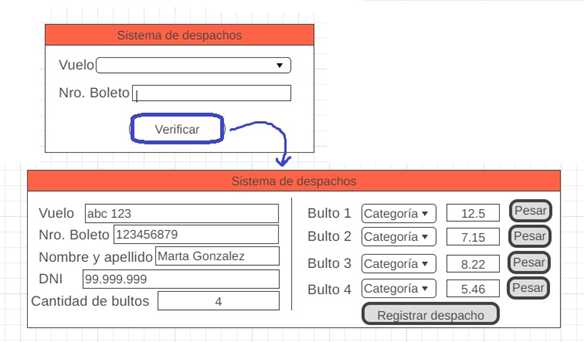 Sistema de despachos
Vuelo
Nro. Boleto
Verificar
Sistema de despachos
Vuelo abc 123
Nro. Boleto 123456879
Nombre y apellido Marta Gonzalez
DNI 99.999.999
Cantidad de bultos 4
Bulto 1 Categoría 12.5 Pesar
Bulto 2 Categoría 7.15 Pesar
Bulto 3 Categoría 8.22 Pesar
Bulto 4 Categoría 5.46 Pesar
Registrar despacho